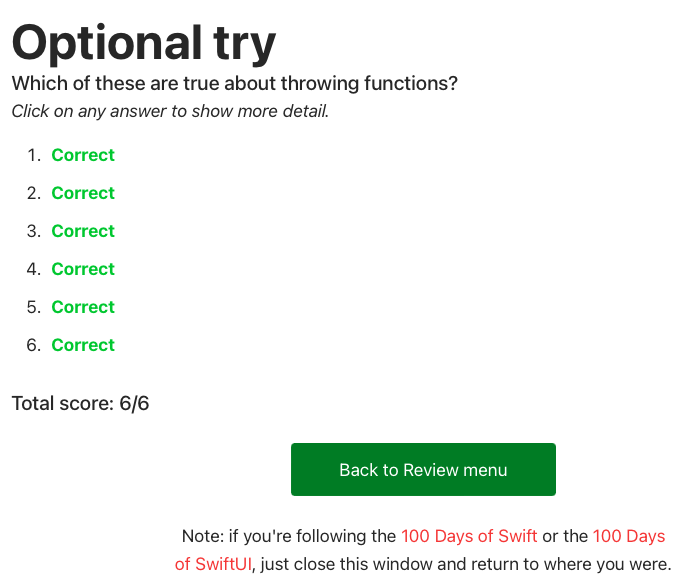 Optional try
Which of these are true about throwing functions?
Click on any answer to show more detail.
1. Correct
2. Correct
3. Correct
4. Correct
5. Correct
6. Correct
Total score: 6/6
Back to Review menu
Note: if you're following the 100 Days of Swift or the 100 Days
of SwiftUI, just close this window and return to where you were.